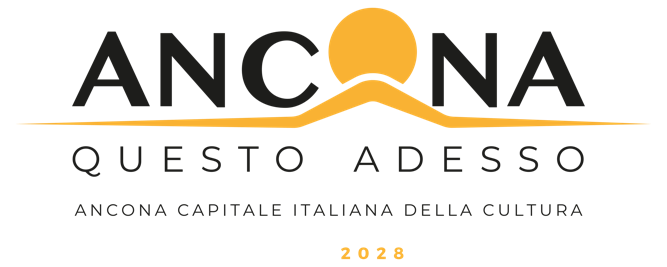 ANCONA
QUESTO ADESSO
ANCONA CAPITALE ITALIANA DELLA CULTURA
2028